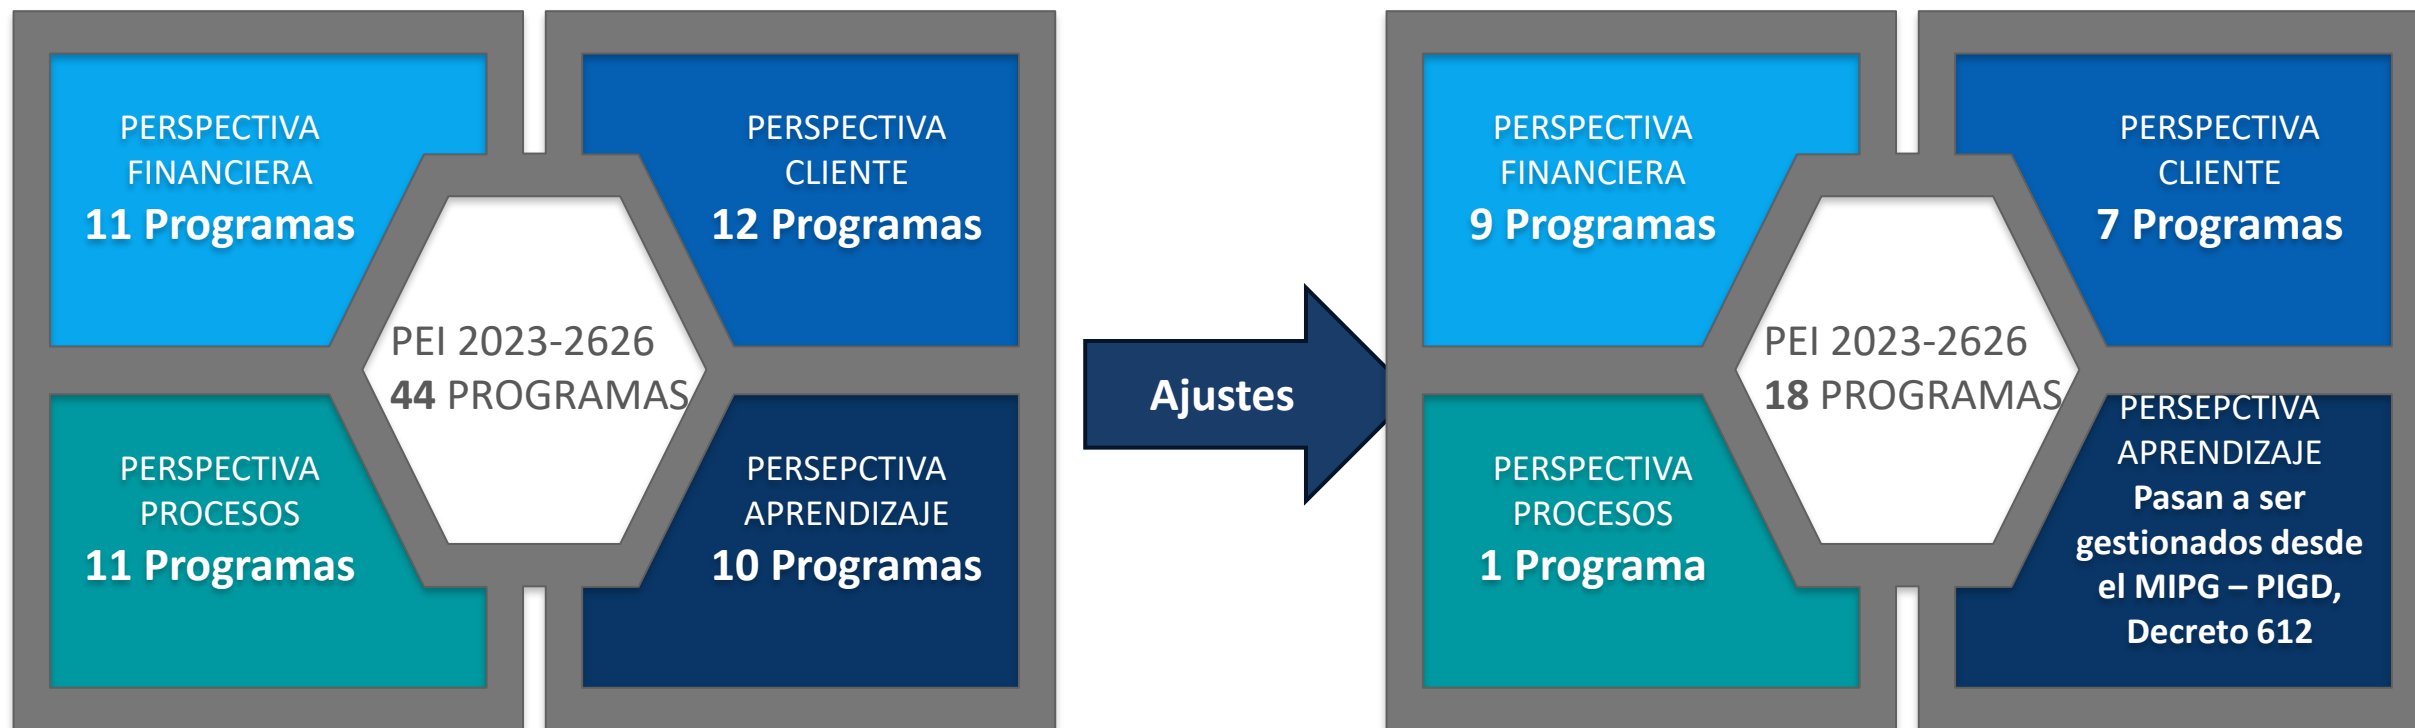 PERSPECTIVA
FINANCIERA
11 Programas
PERSPECTIVA
CLIENTE
12 Programas
PEI 2023-2626
44 PROGRAMAS
PERSPECTIVA
PROCESOS
11 Programas
PERSEPCTIVA
APRENDIZAJE
10 Programas
Ajustes
PERSPECTIVA
FINANCIERA
9 Programas
PERSPECTIVA
CLIENTE
7 Programas
PEI 2023-2626
18 PROGRAMAS
PERSPECTIVA
PROCESOS
1 Programa
PERSEPCTIVA
APRENDIZAJE
Pasan a ser
gestionados desde
el MIPG – PIGD,
Decreto 612